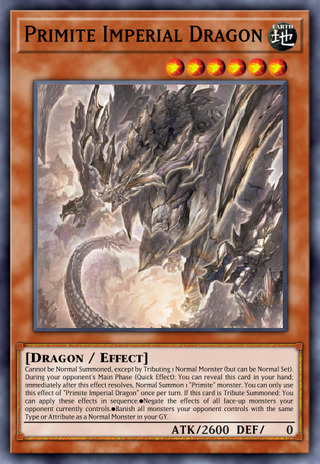 Primite Imperial Dragon
EARTH
地
[Dragon / Effect]
Cannot be Normal Summoned, except by Tributing 1 Normal Monster (but can be Normal Set).
During your opponent's Main Phase (Quick Effect): You can reveal this card in your hand;
immediately after this effect resolves, Normal Summon 1 "Primite" monster. You can only use
this effect of "Primite Imperial Dragon" once per turn. If this card is Tribute Summoned: You
can apply these effects in sequence.●Negate the effects of all face-up monsters your
opponent currently controls.●Banish all monsters your opponent controls with the same
Type or Attribute as a Normal Monster in your GY.
ATK/2600 DEF/ 0